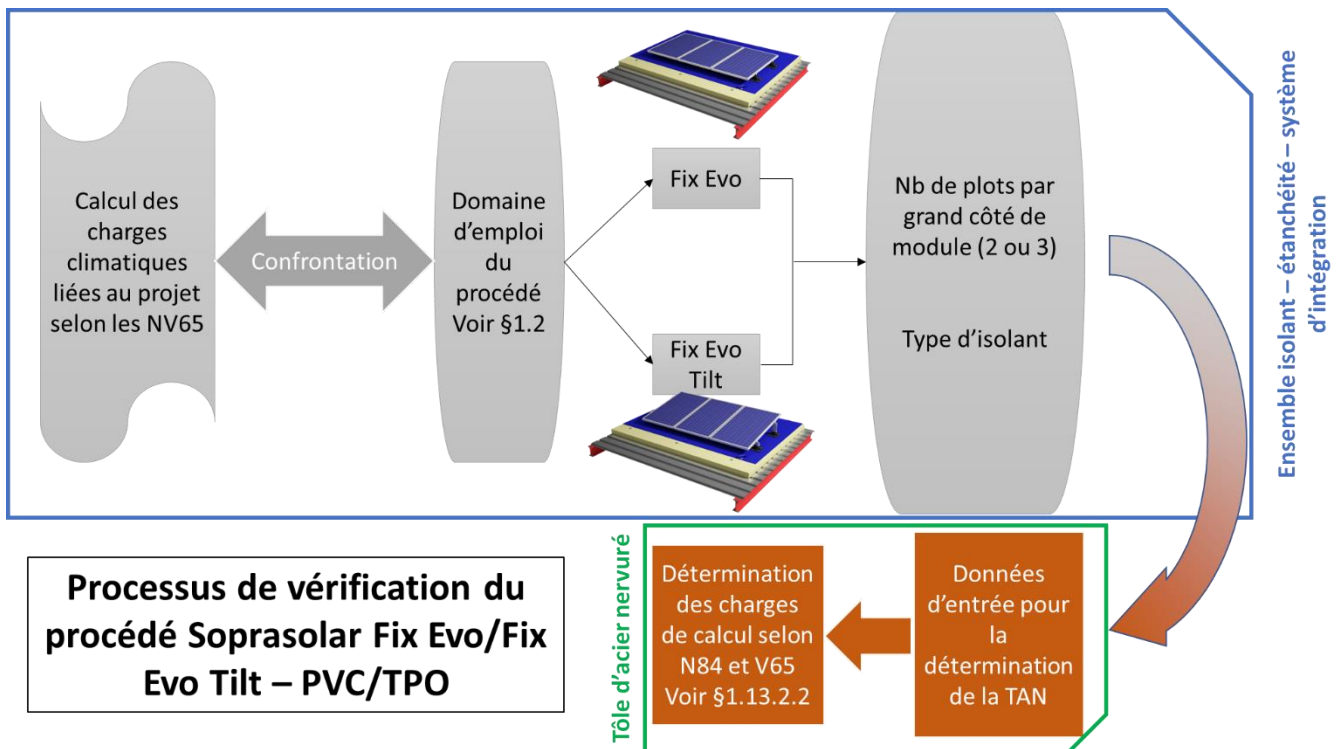 Calcul des
charges
climatiques
liées au projet
selon les NV65
Confrontation
Domaine
d'emploi
du
procédé
Voir §1.2
Fix Evo
Fix Evo
Tilt
Nb de plots par
grand côté de
module (2 ou 3)
Type d'isolant
Ensemble isolant – étanchéité – système
d'intégration
Processus de vérification du
procédé Soprasolar Fix Evo/Fix
Evo Tilt – PVC/TPO
Tôle d'acier nervuré
Détermination
des charges
de calcul selon
N84 et V65
Voir §1.13.2.2
Données
d'entrée pour
la
détermination
de la TAN